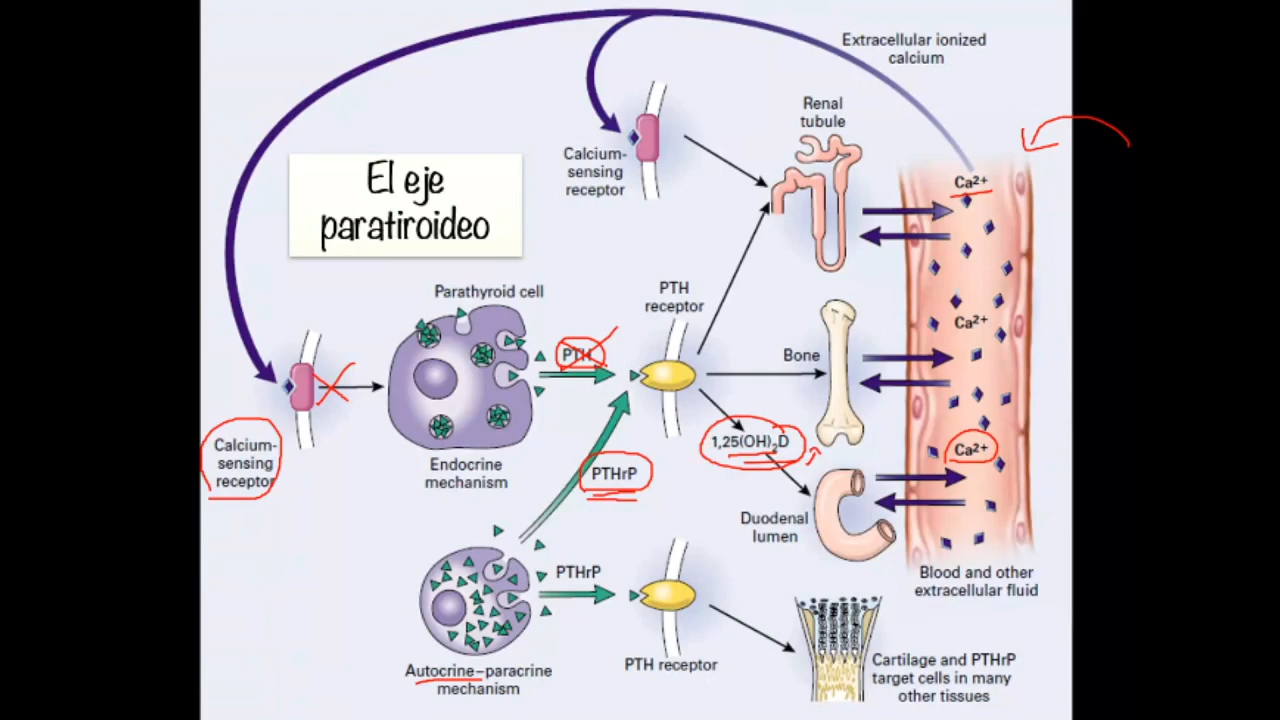 Extracellular ionized
calcium
Renal
tubule
Calcium-
sensing
receptor
El eje
paratiroideo
Ca2+
Parathyroid cell
PTH
receptor
PTH
Ca2+
Bone
Calcium-
sensing
receptor
Endocrine
mechanism
PTHrP
1,25(OH)2D
Ca2+
Duodenal
lumen
PTHrP
Blood and other
extracellular fluid
Autocrine–paracrine
mechanism
PTH receptor
Cartilage and PTHrP
target cells in many
other tissues